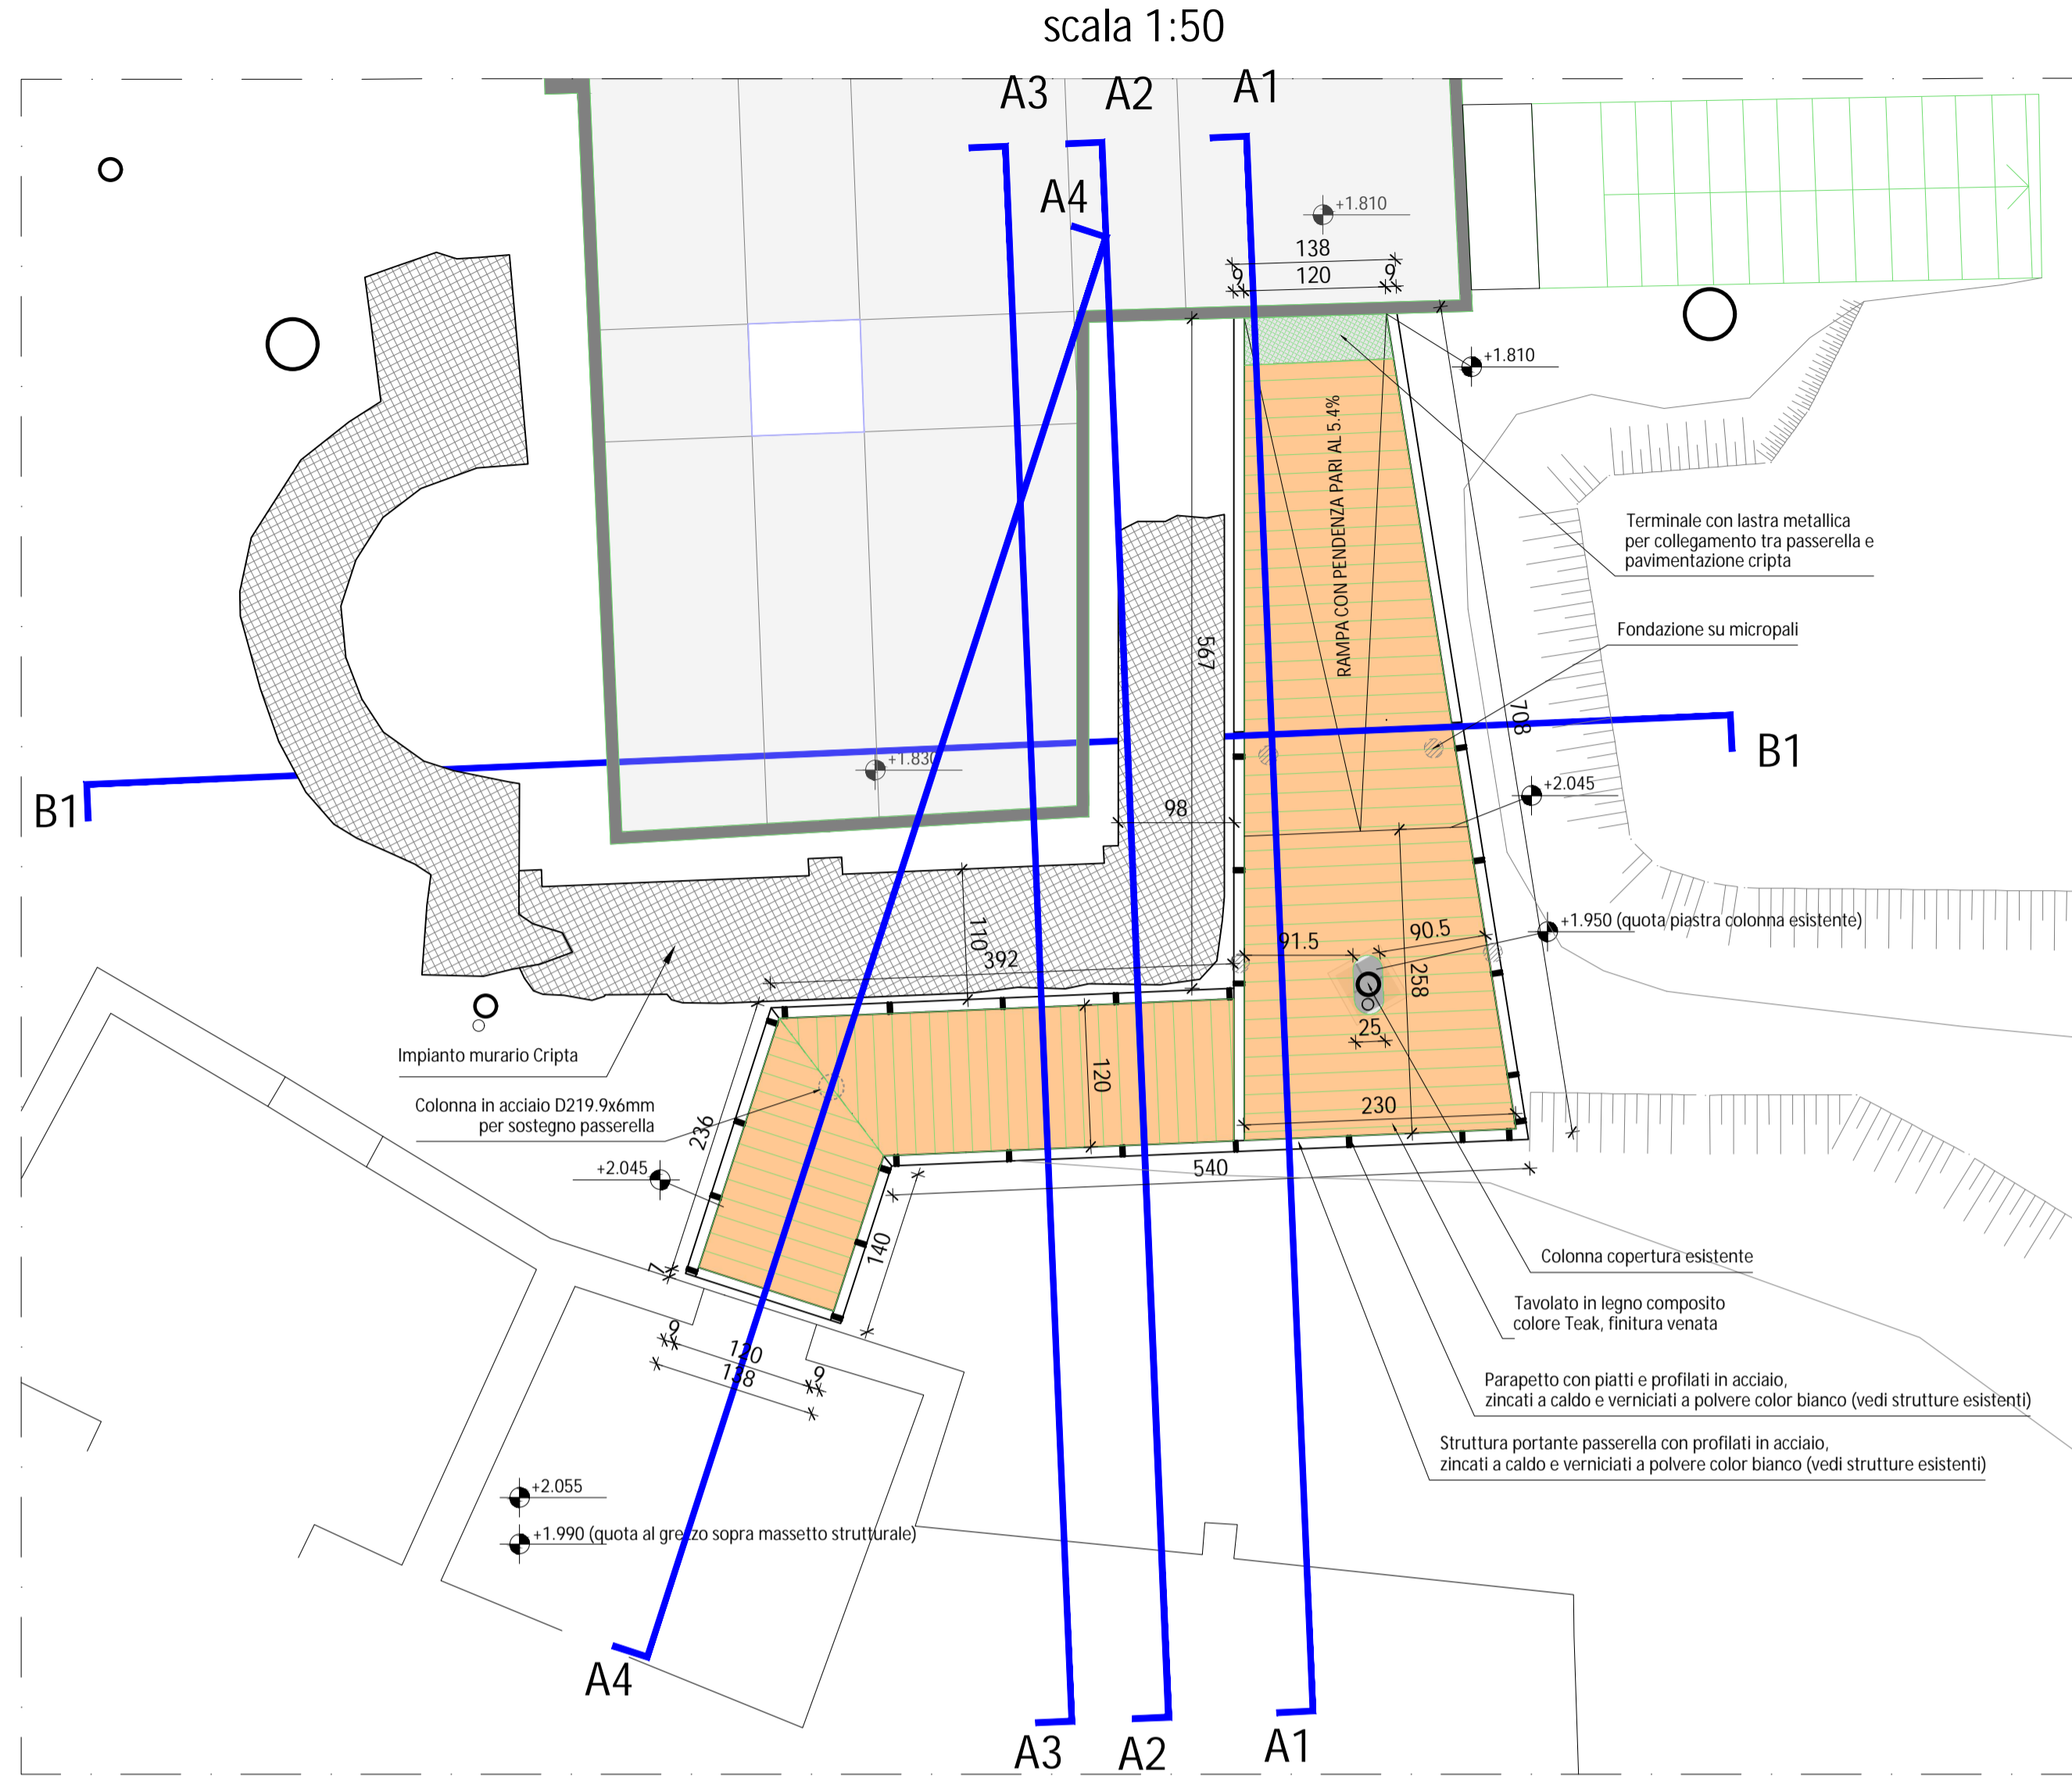 scala 1:50
A3
A2
A1
A4
+1.810
138
9
120
9
+1.810
RAMPA CON PENDENZA PARI AL 5.4%
Terminale con lastra metallica
per collegamento tra passerella e
pavimentazione cripta
Fondazione su micropali
567
708
B1
+1.830
+2.045
B1
98
+1.950 (quota piastra colonna esistente)
110
392
91.5
90.5
258
25
Impianto murario Cripta
Colonna in acciaio D219.9x6mm
per sostegno passerella
120
230
236
+2.045
540
140
7
Colonna copertura esistente
Tavolato in legno composito
colore Teak, finitura venata
9
120
138
9
Parapetto con piatti e profilati in acciaio,
zincati a caldo e verniciati a polvere color bianco (vedi strutture esistenti)
Struttura portante passerella con profilati in acciaio,
zincati a caldo e verniciati a polvere color bianco (vedi strutture esistenti)
+2.055
+1.990 (quota al grezzo sopra massetto strutturale)
A4
A3
A2
A1